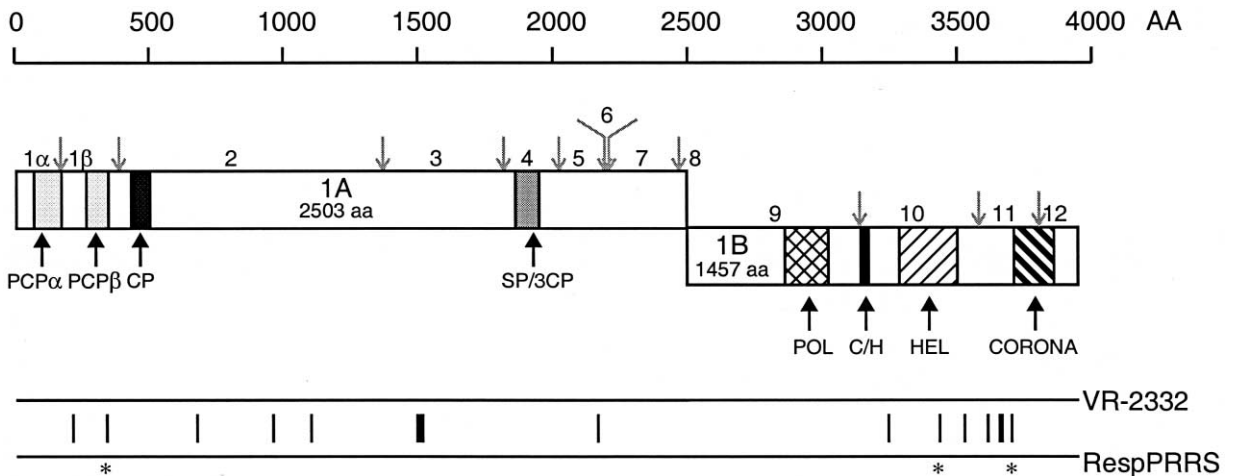 0 500 1000 1500 2000 2500 3000 3500 4000 AA
6
1α 1β 2 3 4 5 7 8
1A
2503 aa
9 10 11 12
1B
1457 aa
PCPα PCPβ CP SP/3CP
POL C/H HEL CORONA
VR-2332
RespPRRS
* * *